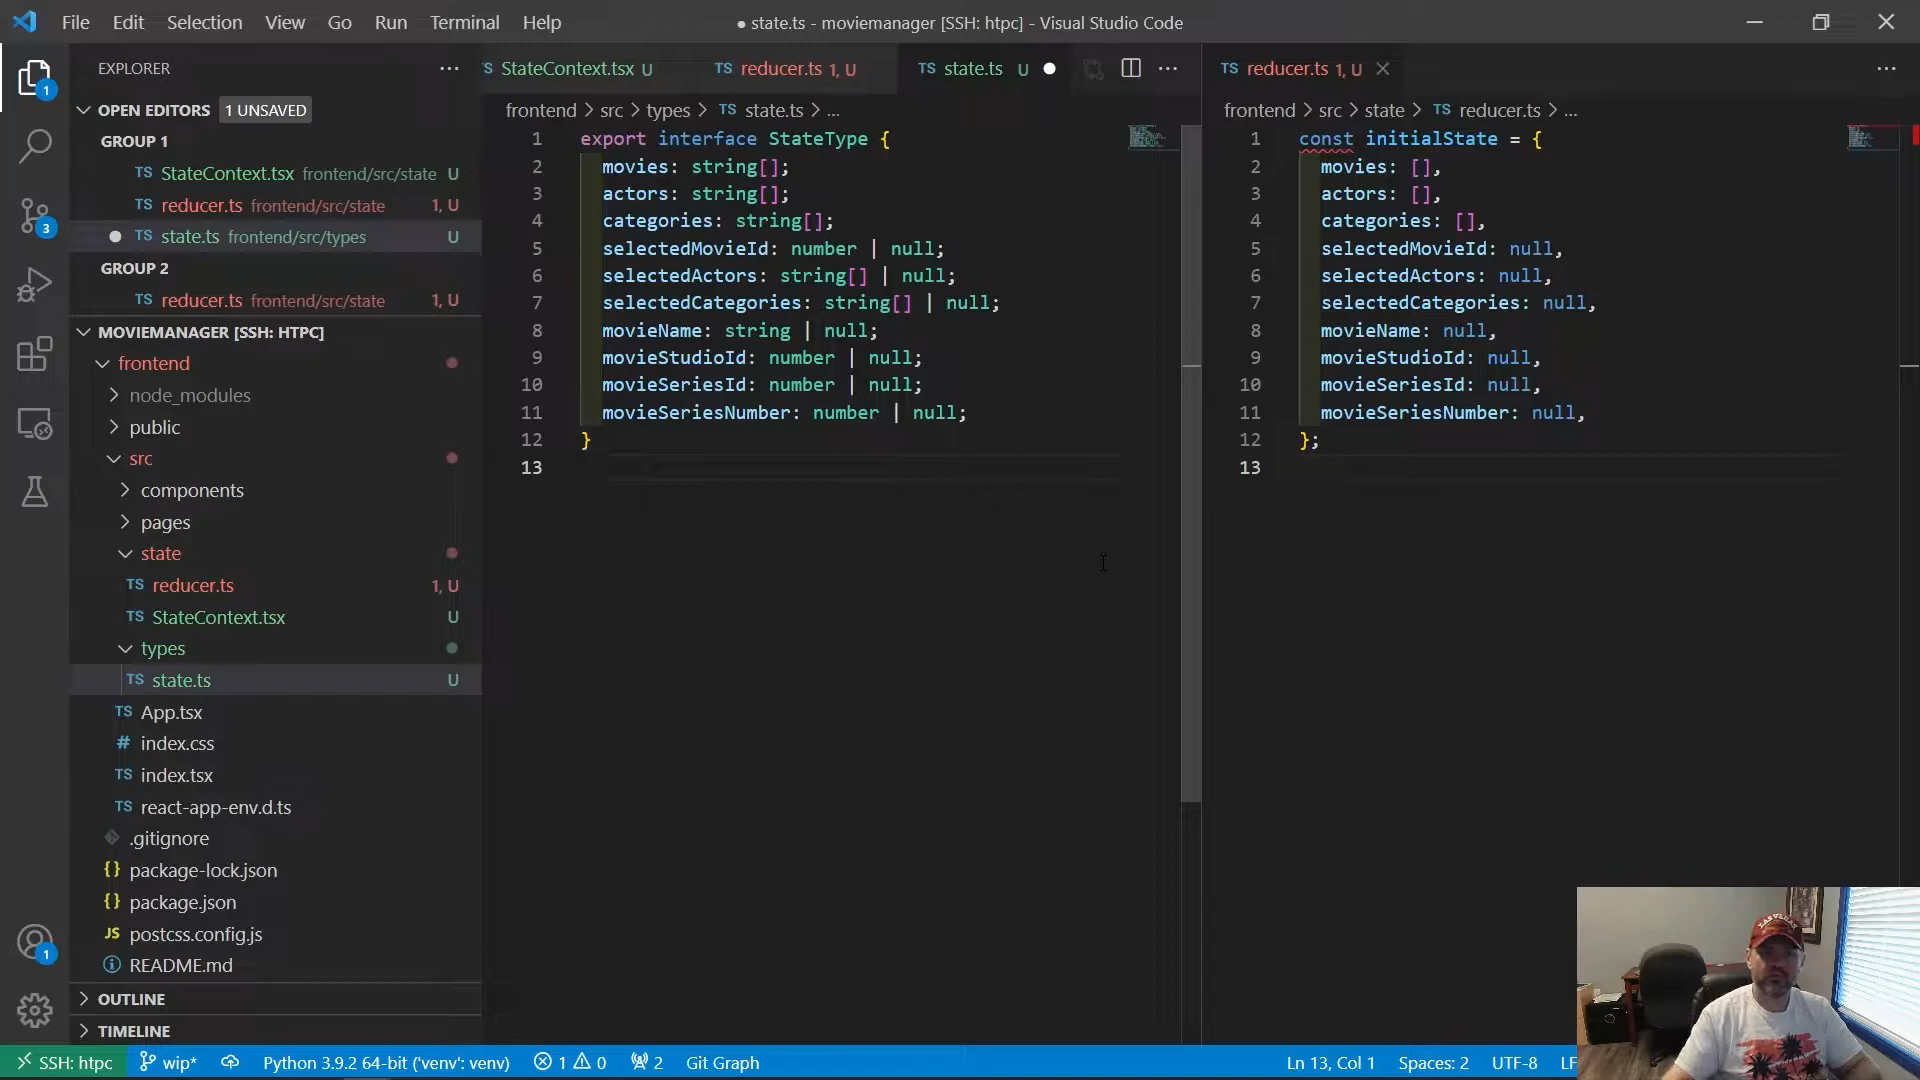 File Edit Selection View Go Run Terminal Help
● state.ts - moviemanager [SSH: htpc] - Visual Studio Code
EXPLORER
OPEN EDITORS 1 UNSAVED
GROUP 1
TS StateContext.tsx frontend/src/state U
TS reducer.ts frontend/src/state 1, U
TS state.ts frontend/src/types U
GROUP 2
TS reducer.ts frontend/src/state 1, U
MOVIEMANAGER [SSH: HTPC]
frontend
node_modules
public
src
components
pages
state
TS reducer.ts 1, U
TS StateContext.tsx U
types
TS state.ts U
TS App.tsx
# index.css
TS index.tsx
TS react-app-env.d.ts
.gitignore
{} package-lock.json
{} package.json
JS postcss.config.js
README.md
OUTLINE
TIMELINE
StateContext.tsx U
TS reducer.ts 1, U
TS state.ts U
frontend > src > types > TS state.ts > ...
1 export interface StateType {
2 movies: string[];
3 actors: string[];
4 categories: string[];
5 selectedMovieId: number | null;
6 selectedActors: string[] | null;
7 selectedCategories: string[] | null;
8 movieName: string | null;
9 movieStudioId: number | null;
10 movieSeriesId: number | null;
11 movieSeriesNumber: number | null;
12 }
13
TS reducer.ts 1, U
frontend > src > state > TS reducer.ts > ...
1 const initialState = {
2 movies: [],
3 actors: [],
4 categories: [],
5 selectedMovieId: null,
6 selectedActors: null,
7 selectedCategories: null,
8 movieName: null,
9 movieStudioId: null,
10 movieSeriesId: null,
11 movieSeriesNumber: null,
12 };
13
1
3
1
SSH: htpc wip* Python 3.9.2 64-bit ('venv': venv) 1 0 2 Git Graph Ln 13, Col 1 Spaces: 2 UTF-8 LF